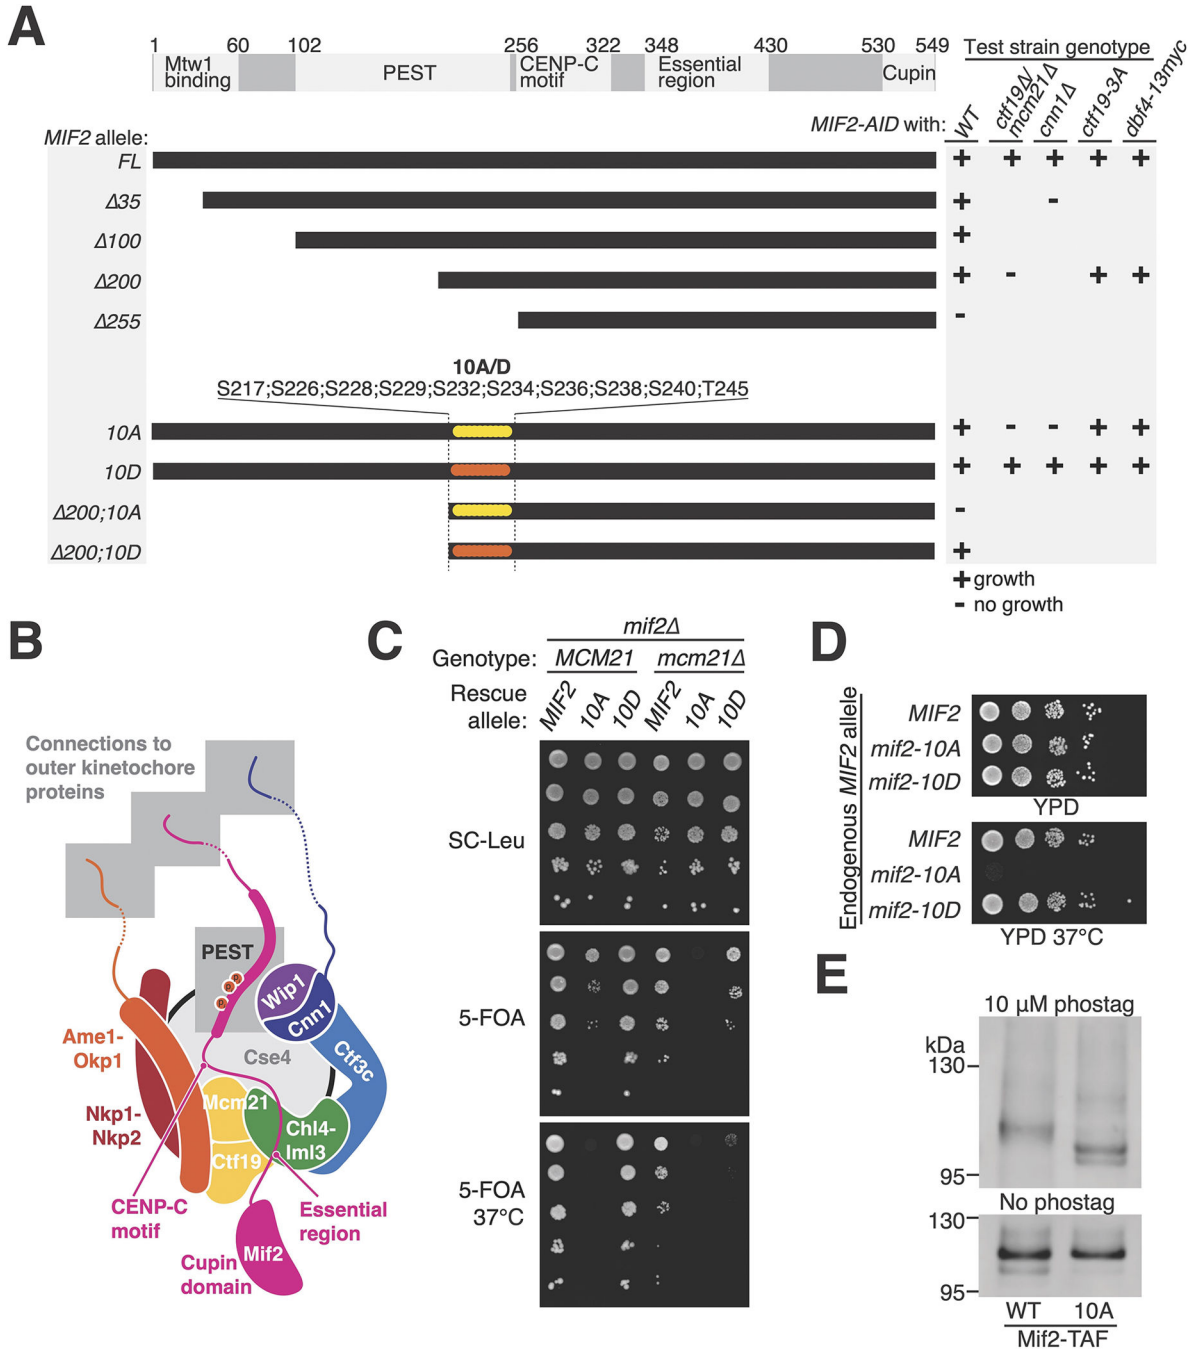 A
1 60 102 256 322 348 430 530 549
Mtw1 binding
PEST
CENP-C motif
Essential region
Cupin
Test strain genotype
MIF2 allele:
MIF2-AID with:
WT
ctf19Δ/
mcm21Δ
cnn1Δ
ctf19-3A
dbf4-13myc
FL + + + + +
Δ35 + -
Δ100 +
Δ200 + - + +
Δ255 -
10A/D
S217;S226;S228;S229;S232;S234;S236;S238;S240;T245
10A + - - + +
10D + + + + +
Δ200;10A -
Δ200;10D +
+ growth
- no growth
B
Connections to
outer kinetochore
proteins
PEST
P P P
Wip1
Cnn1
Ctf3c
Cse4
Ame1-
Okp1
Nkp1-
Nkp2
Mcm21
Ctf19
Chl4-
Iml3
CENP-C
motif
Essential
region
Cupin
domain
Mif2
C
mif2Δ
Genotype: MCM21 mcm21Δ
Rescue
allele:
MIF2 10A 10D MIF2 10A 10D
SC-Leu
5-FOA
5-FOA
37°C
D
Endogenous MIF2 allele
MIF2
mif2-10A
mif2-10D
YPD
MIF2
mif2-10A
mif2-10D
YPD 37°C
E
10 µM phostag
kDa
130
95
No phostag
130
95
WT 10A
Mif2-TAF